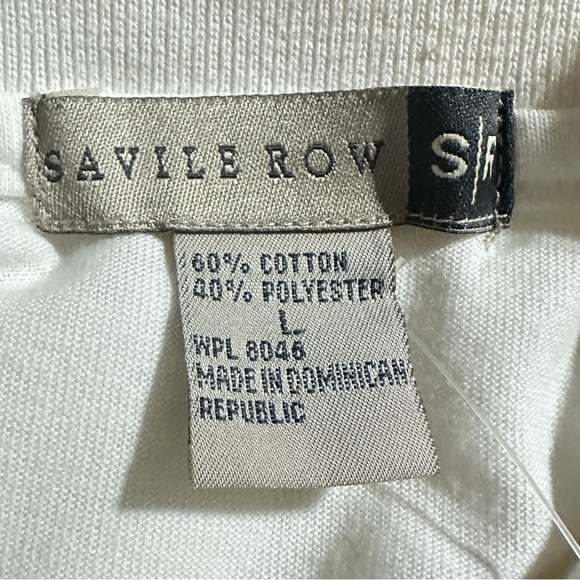 SAVILE ROW S/R
60% COTTON
40% POLYESTER
L
WPL 8046
MADE IN DOMINICAN
REPUBLIC